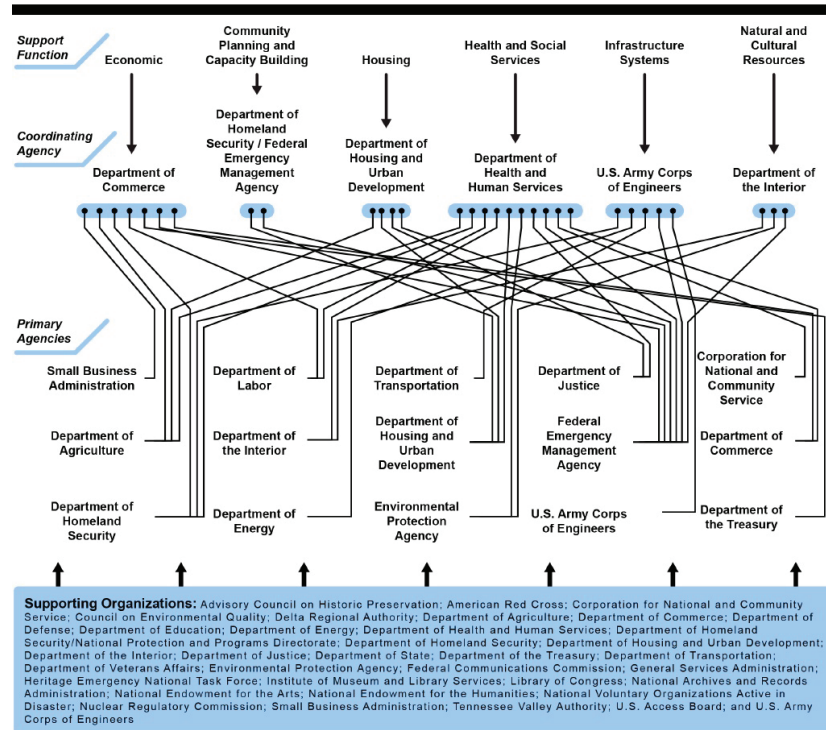 Support
Function
Economic
Community
Planning and
Capacity Building
Housing
Health and Social
Services
Infrastructure
Systems
Natural and
Cultural
Resources
Coordinating
Agency
Department of
Commerce
Department of
Homeland
Security / Federal
Emergency
Management
Agency
Department of
Housing and
Urban
Development
Department of
Health and
Human Services
U.S. Army Corps
of Engineers
Department of
the Interior
Primary
Agencies
Small Business
Administration
Department of
Labor
Department of
Transportation
Department of
Justice
Corporation for
National and
Community
Service
Department of
Agriculture
Department of
the Interior
Department of
Housing and
Urban
Development
Federal
Emergency
Management
Agency
Department of
Commerce
Department of
Homeland
Security
Department of
Energy
Environmental
Protection
Agency
U.S. Army Corps
of Engineers
Department of
the Treasury
Supporting Organizations: Advisory Council on Historic Preservation; American Red Cross; Corporation for National and Community
Service; Council on Environmental Quality; Delta Regional Authority; Department of Agriculture; Department of Commerce; Department of
Defense; Department of Education; Department of Energy; Department of Health and Human Services; Department of Homeland
Security/National Protection and Programs Directorate; Department of Homeland Security; Department of Housing and Urban Development;
Department of the Interior; Department of Justice; Department of State; Department of the Treasury; Department of Transportation;
Department of Veterans Affairs; Environmental Protection Agency; Federal Communications Commission; General Services Administration;
Heritage Emergency National Task Force; Institute of Museum and Library Services; Library of Congress; National Archives and Records
Administration; National Endowment for the Arts; National Endowment for the Humanities; National Voluntary Organizations Active in
Disaster; Nuclear Regulatory Commission; Small Business Administration; Tennessee Valley Authority; U.S. Access Board; and U.S. Army
Corps of Engineers